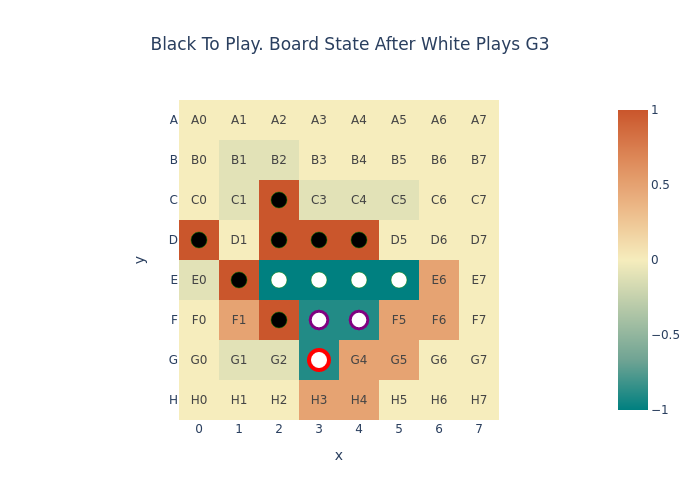 Black To Play. Board State After White Plays G3
A A0 A1 A2 A3 A4 A5 A6 A7
B B0 B1 B2 B3 B4 B5 B6 B7
C C0 C1 C3 C4 C5 C6 C7
D D1 D5 D6 D7
E E0 E6 E7
F F0 F1 F5 F6 F7
G G0 G1 G2 G4 G5 G6 G7
H H0 H1 H2 H3 H4 H5 H6 H7
0 1 2 3 4 5 6 7
x
y
1
0.5
0
−0.5
−1